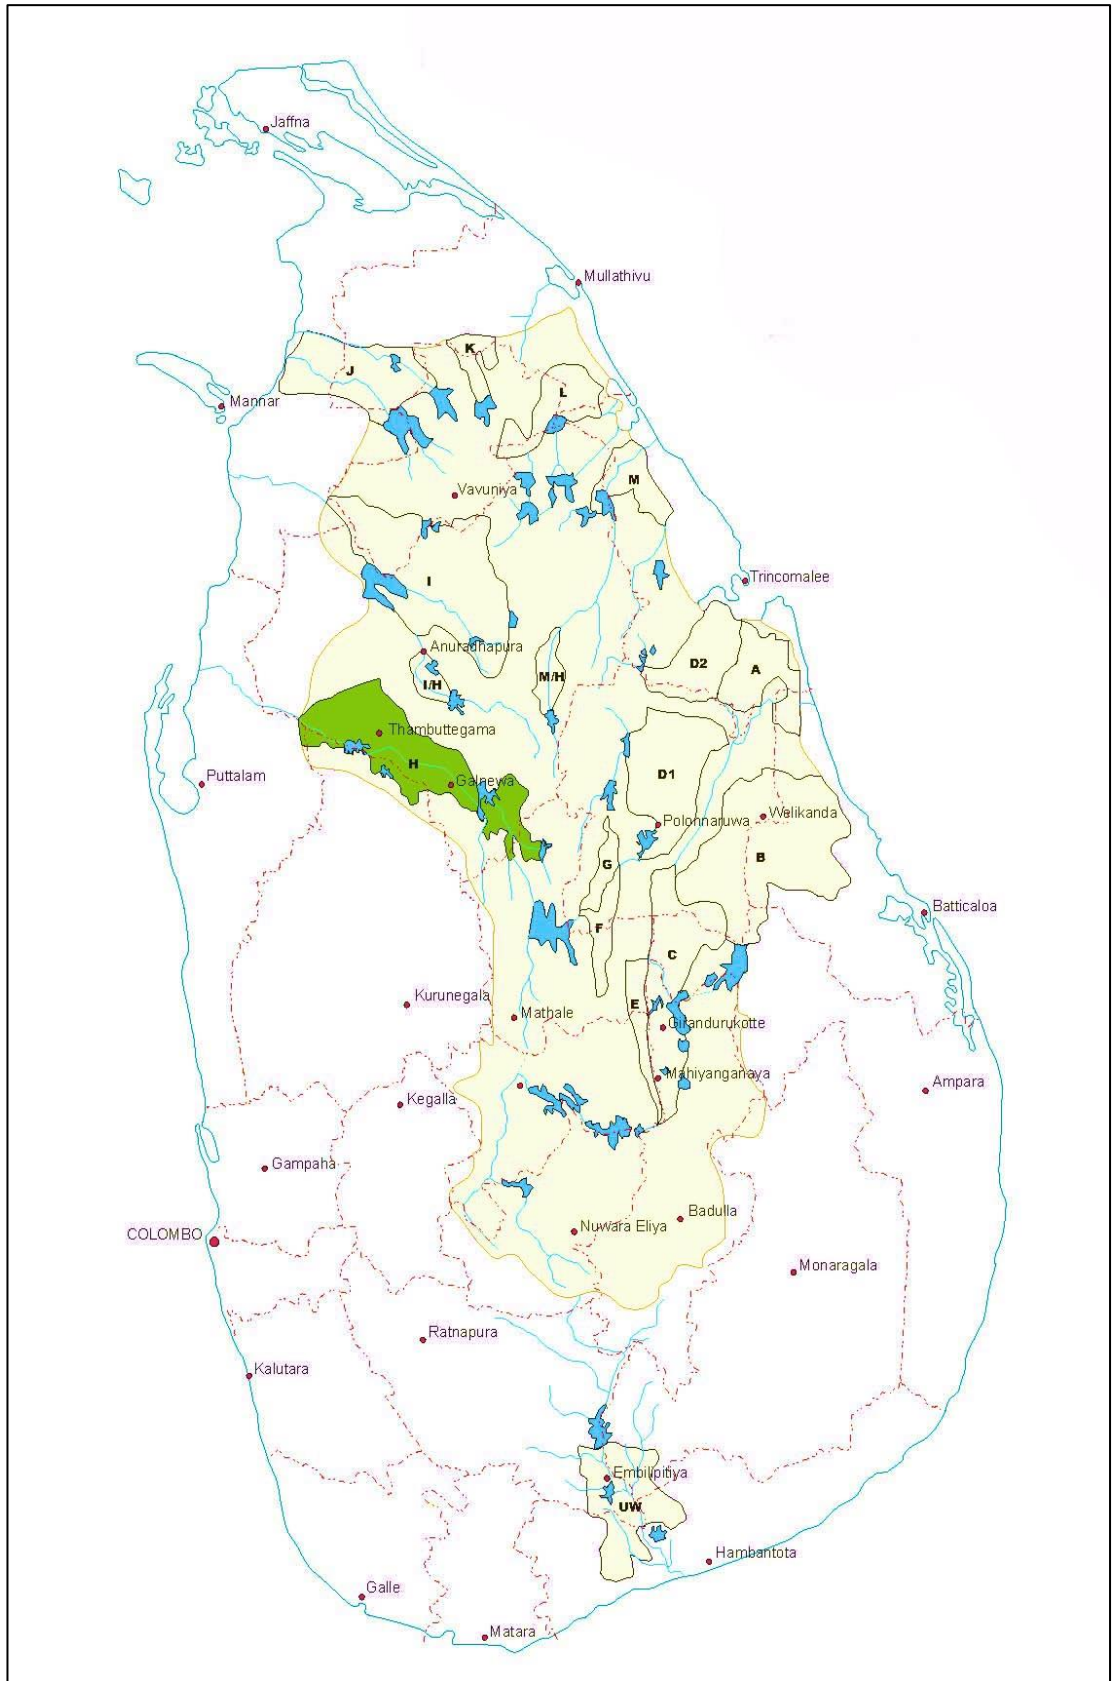 Jaffna
Mullathivu
K
J
L
Mannar
M
Vavuniya
Trincomalee
I
Anuradhapura
D2
A
M/H
I/H
Thambuttegama
H
Puttalam
Galnewa
D1
Welikanda
Polonnaruwa
B
G
Batticaloa
F
C
Kurunegala
E
Mathale
Girandurukotte
Mahiyanganaya
Ampara
Kegalla
Gampaha
Badulla
Nuwara Eliya
COLOMBO
Monaragala
Ratnapura
Kalutara
Embilipitiya
UW
Hambantota
Galle
Matara